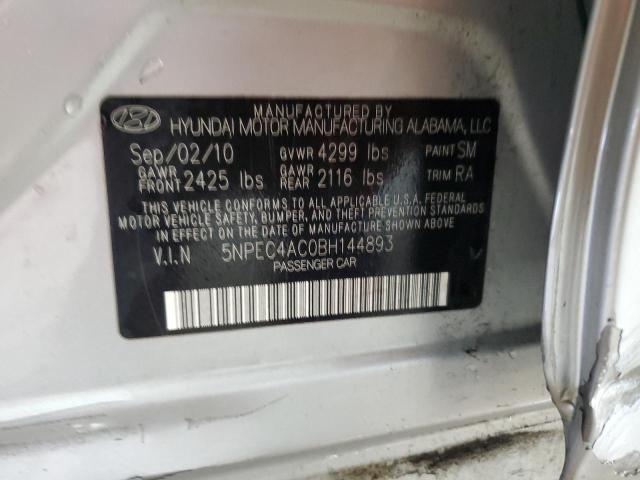 MANUFACTURED BY
HYUNDAI MOTOR MANUFACTURING ALABAMA, LLC
Sep/02/10 GVWR 4299 lbs PAINT SM
GAWR FRONT 2425 lbs GAWR REAR 2116 lbs TRIM RA
THIS VEHICLE CONFORMS TO ALL APPLICABLE U.S.A. FEDERAL
MOTOR VEHICLE SAFETY, BUMPER, AND THEFT PREVENTION STANDARDS
IN EFFECT ON THE DATE OF MANUFACTURE SHOWN ABOVE
V.I.N 5NPEC4AC0BH144893
PASSENGER CAR